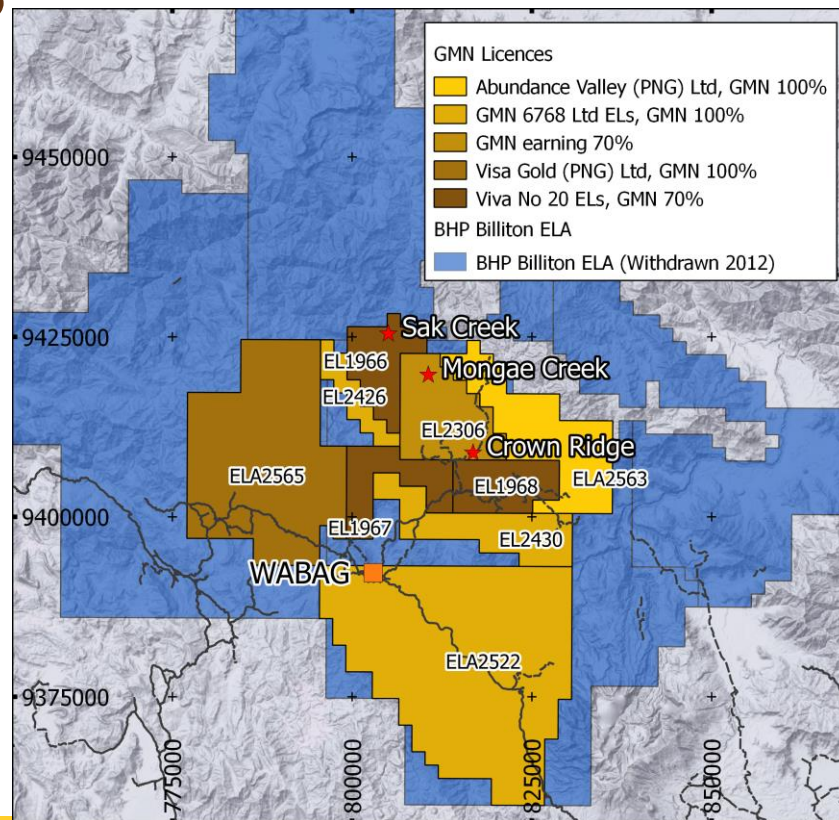 GMN Licences
Abundance Valley (PNG) Ltd, GMN 100%
GMN 6768 Ltd ELs, GMN 100%
GMN earning 70%
Visa Gold (PNG) Ltd, GMN 100%
Viva No 20 ELs, GMN 70%
BHP Billiton ELA
BHP Billiton ELA (Withdrawn 2012)
9450000
9425000
Sak Creek
EL1966
Mongae Creek
EL2426
EL2306
Crown Ridge
ELA2565
EL1968
ELA2563
9400000
EL1967
EL2430
WABAG
ELA2522
9375000
775000
800000
825000
850000